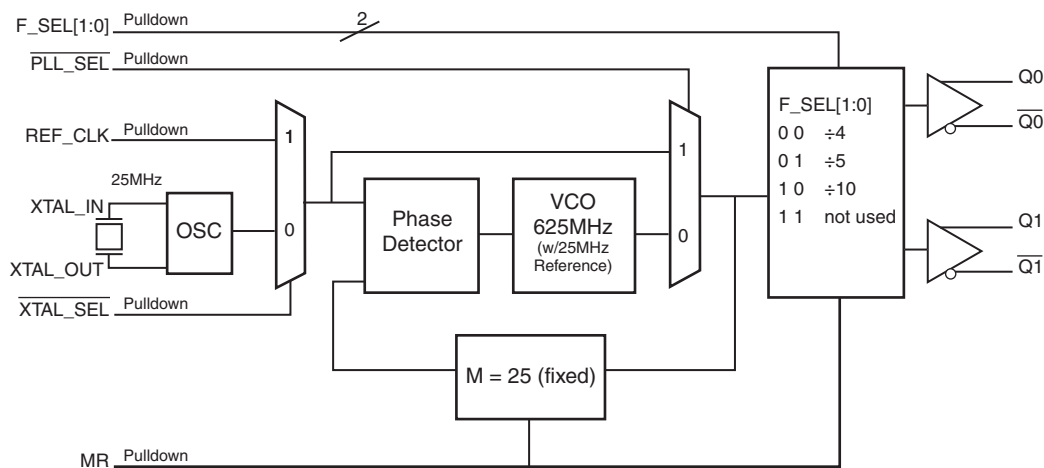 F_SEL[1:0] Pulldown 2
PLL_SEL Pulldown
REF_CLK Pulldown
25MHz
XTAL_IN
XTAL_OUT
OSC
XTAL_SEL Pulldown
1
0
Phase
Detector
VCO
625MHz
(w/25MHz
Reference)
1
0
M = 25 (fixed)
F_SEL[1:0]
0 0 ÷4
0 1 ÷5
1 0 ÷10
1 1 not used
Q0
Q0
Q1
Q1
MR Pulldown